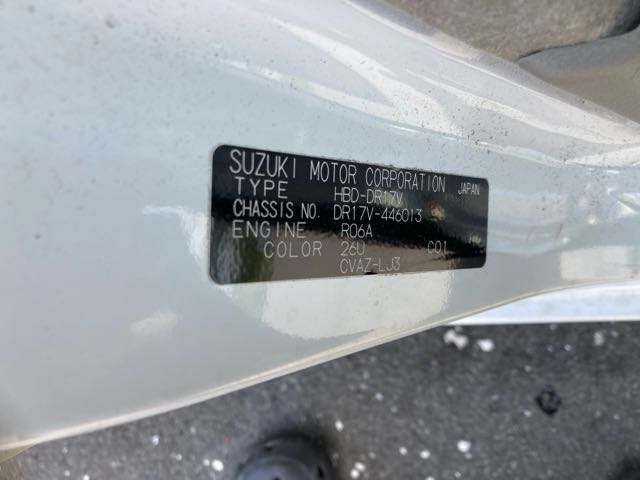 SUZUKI MOTOR CORPORATION JAPAN
TYPE HBD-DR17V
CHASSIS NO. DR17V-446013
ENGINE R06A
COLOR 26U C01
CVAZ-LJ3